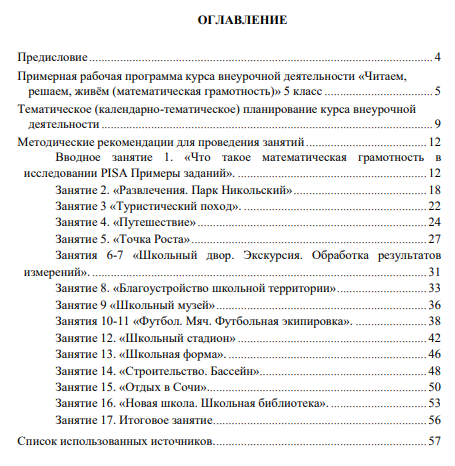 ОГЛАВЛЕНИЕ
Предисловие 4
Примерная рабочая программа курса внеурочной деятельности «Читаем,
решаем, живём (математическая грамотность)» 5 класс 5
Тематическое (календарно-тематическое) планирование курса внеурочной
деятельности 9
Методические рекомендации для проведения занятий 12
Вводное занятие 1. «Что такое математическая грамотность в
исследовании PISA Примеры заданий». 12
Занятие 2. «Развлечения. Парк Никольский» 18
Занятие 3 «Туристический поход». 22
Занятие 4. «Путешествие» 24
Занятие 5. «Точка Роста» 27
Занятия 6-7 «Школьный двор. Экскурсия. Обработка результатов
измерений». 31
Занятие 8. «Благоустройство школьной территории» 33
Занятие 9 «Школьный музей» 36
Занятия 10-11 «Футбол. Мяч. Футбольная экипировка». 38
Занятие 12. «Школьный стадион» 42
Занятие 13. «Школьная форма». 46
Занятие 14. «Строительство. Бассейн» 48
Занятие 15. «Отдых в Сочи» 50
Занятие 16. «Новая школа. Школьная библиотека». 53
Занятие 17. Итоговое занятие 56
Список использованных источников. 57